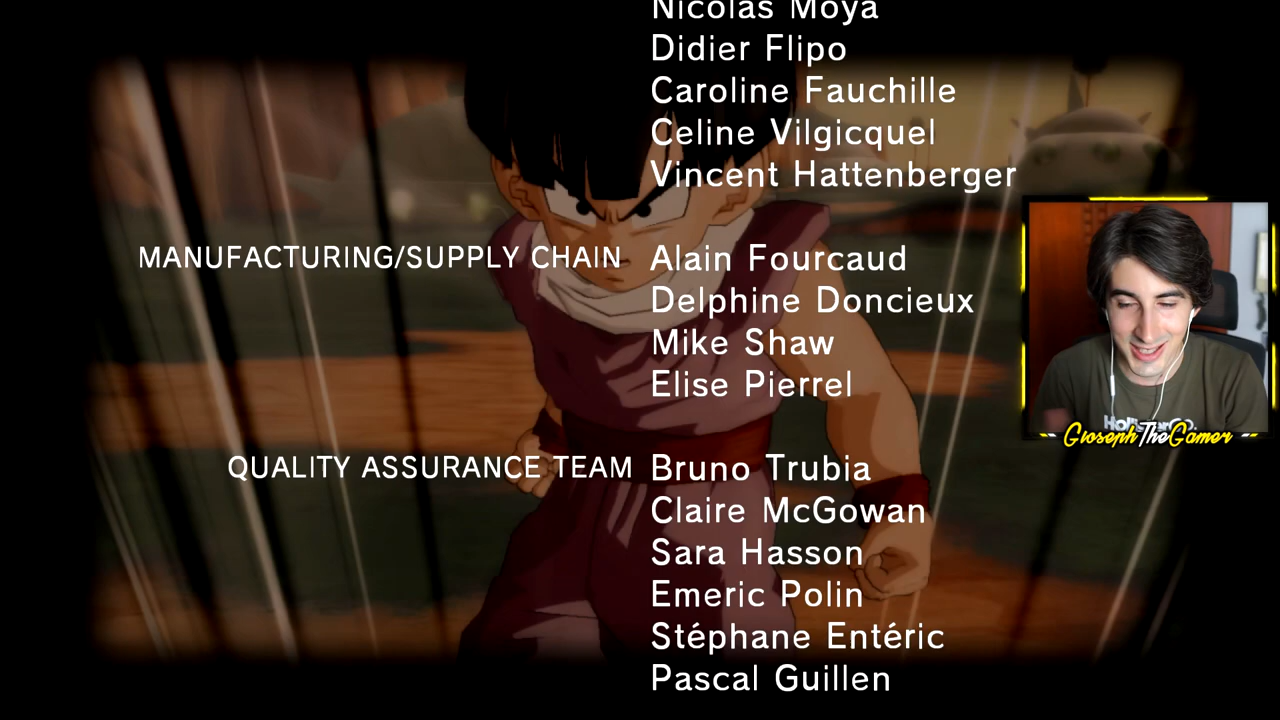 Nicolas Moya
Didier Flipo
Caroline Fauchille
Celine Vilgicquel
Vincent Hattenberger
MANUFACTURING/SUPPLY CHAIN Alain Fourcaud
Delphine Doncieux
Mike Shaw
Elise Pierrel
GiosephTheGamer
QUALITY ASSURANCE TEAM Bruno Trubia
Claire McGowan
Sara Hasson
Emeric Polin
Stéphane Entéric
Pascal Guillen